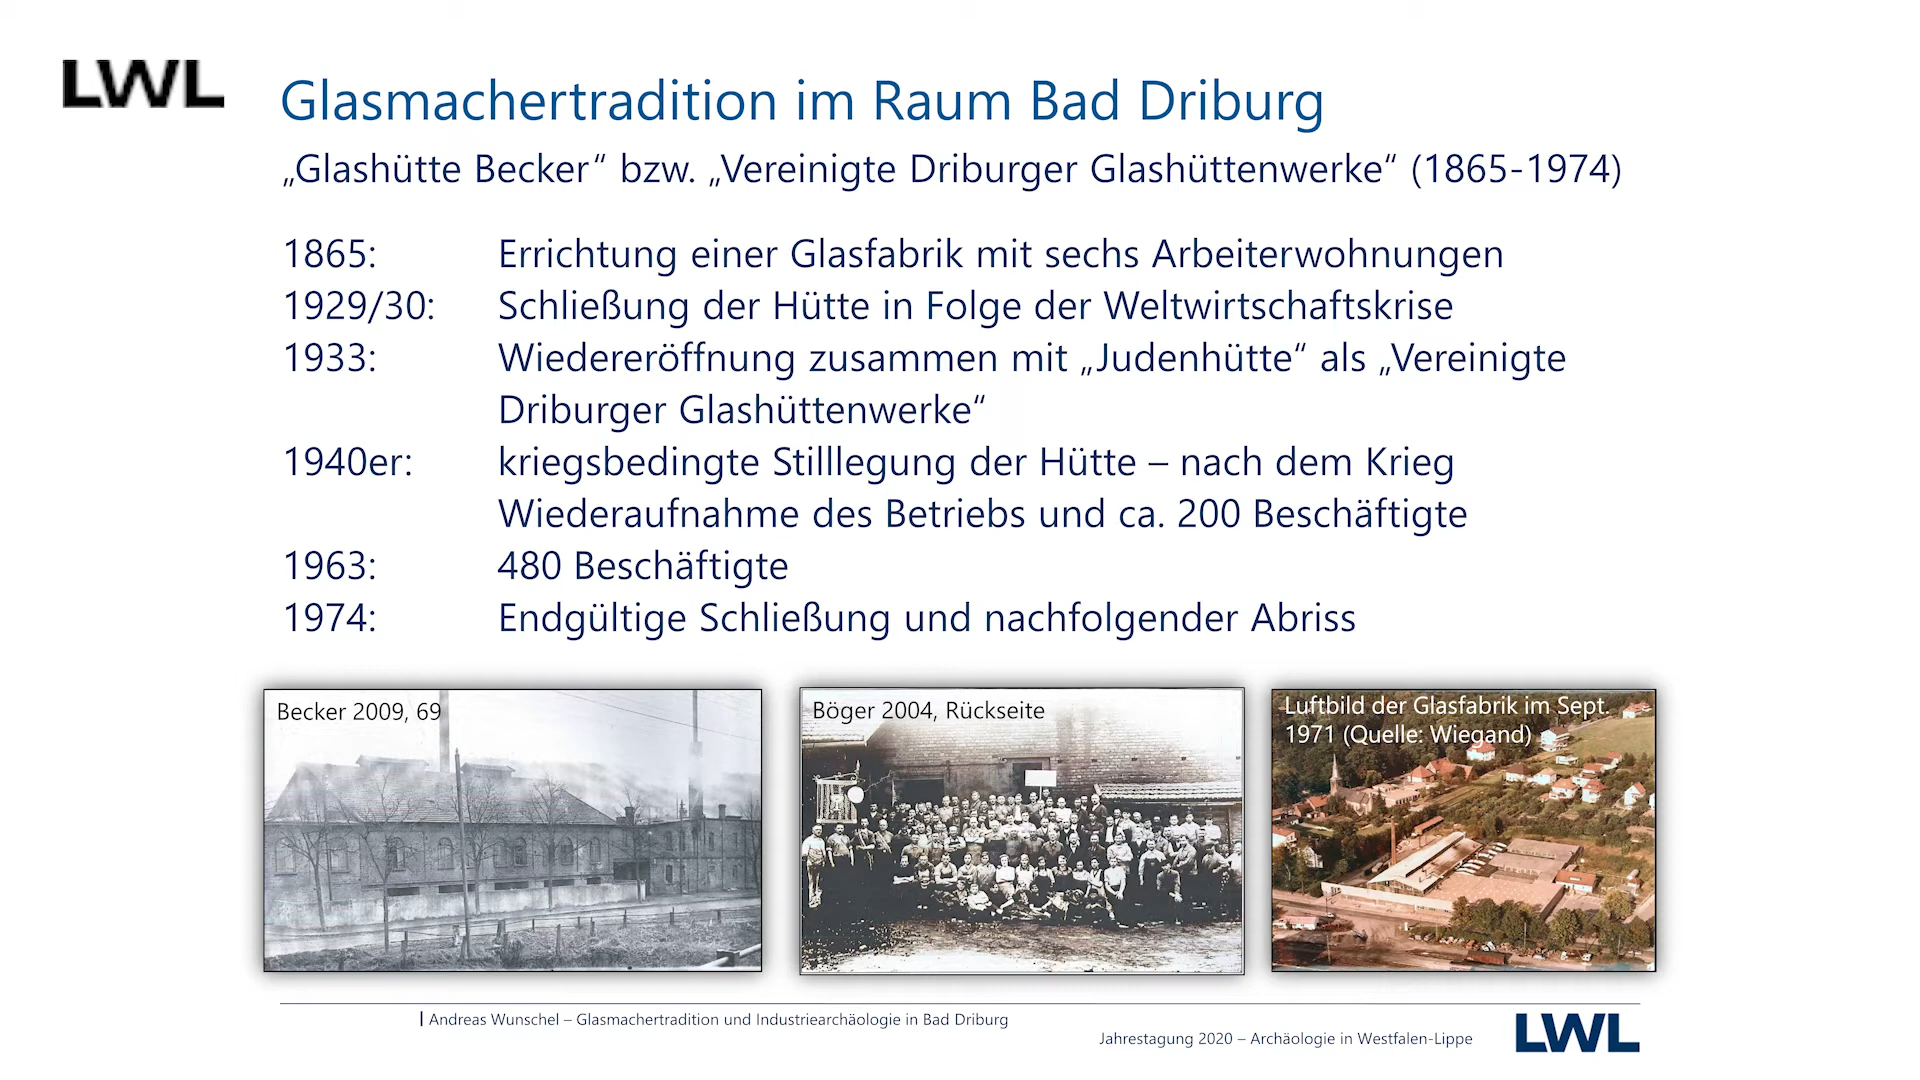 LWL
Glasmachertradition im Raum Bad Driburg
„Glashütte Becker“ bzw. „Vereinigte Driburger Glashüttenwerke“ (1865-1974)
1865: Errichtung einer Glasfabrik mit sechs Arbeiterwohnungen
1929/30: Schließung der Hütte in Folge der Weltwirtschaftskrise
1933: Wiedereröffnung zusammen mit „Judenhütte“ als „Vereinigte
Driburger Glashüttenwerke“
1940er: kriegsbedingte Stilllegung der Hütte – nach dem Krieg
Wiederaufnahme des Betriebs und ca. 200 Beschäftigte
1963: 480 Beschäftigte
1974: Endgültige Schließung und nachfolgender Abriss
Becker 2009, 69
Böger 2004, Rückseite
Luftbild der Glasfabrik im Sept.
1971 (Quelle: Wiegand)
| Andreas Wunschel – Glasmachertradition und Industriearchäologie in Bad Driburg
Jahrestagung 2020 – Archäologie in Westfalen-Lippe
LWL